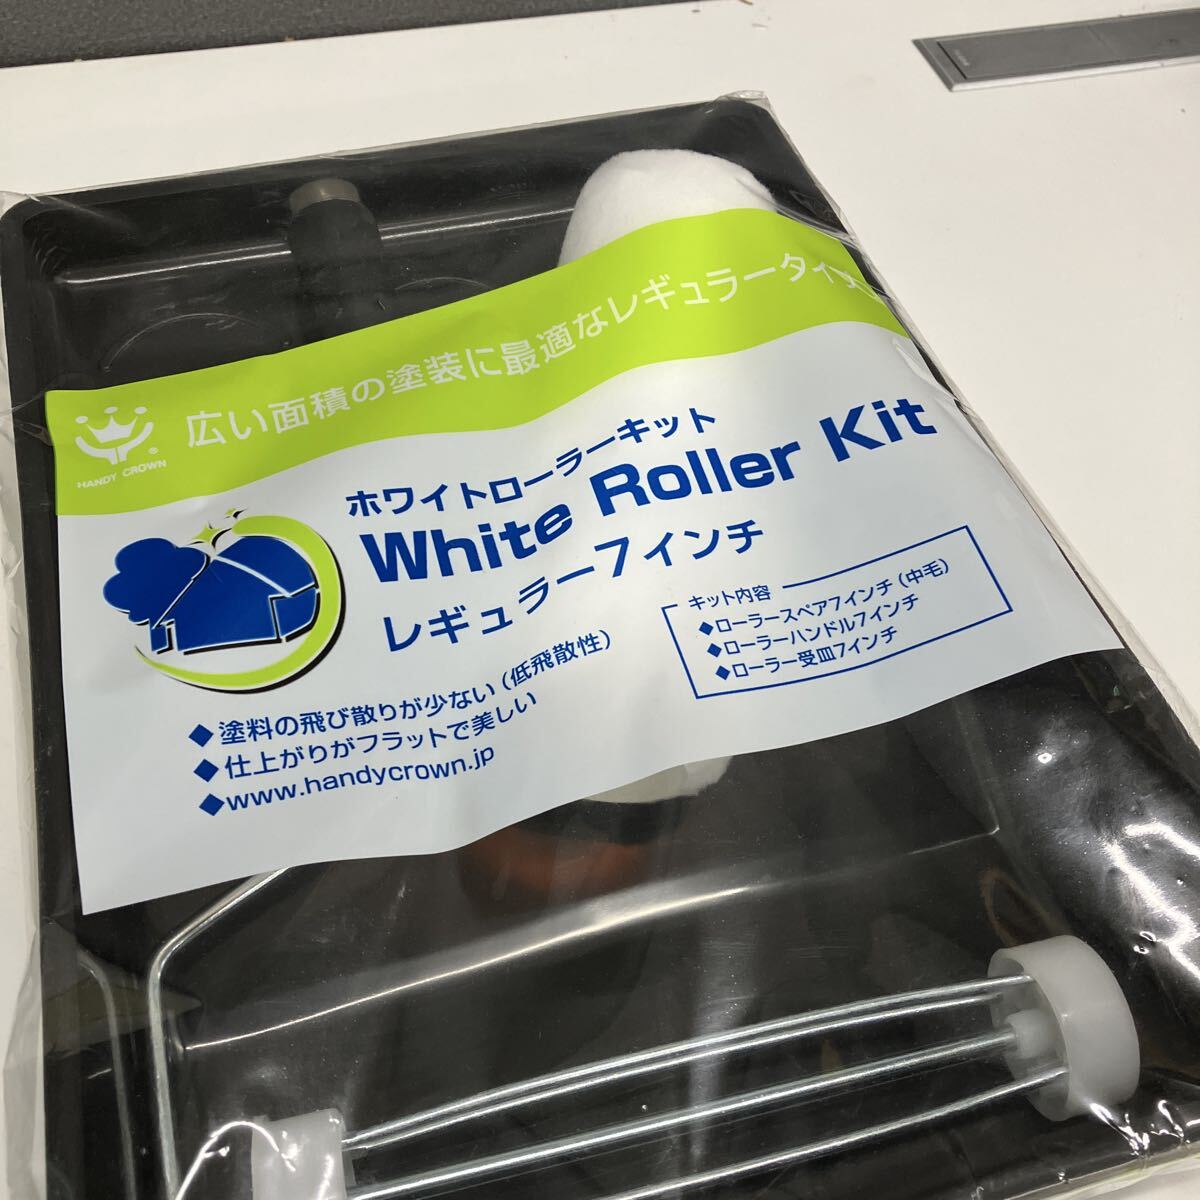 広い面積の塗装に最適なレギュラータイプ
HANDY CROWN
®
ホワイトローラーキット
White Roller Kit
レギュラー7インチ
◆塗料の飛び散りが少ない(低飛散性)
◆仕上がりがフラットで美しい
◆www.handycrown.jp
キット内容
◆ローラースペア7インチ(中毛)
◆ローラーハンドル7インチ
◆ローラー受皿7インチ